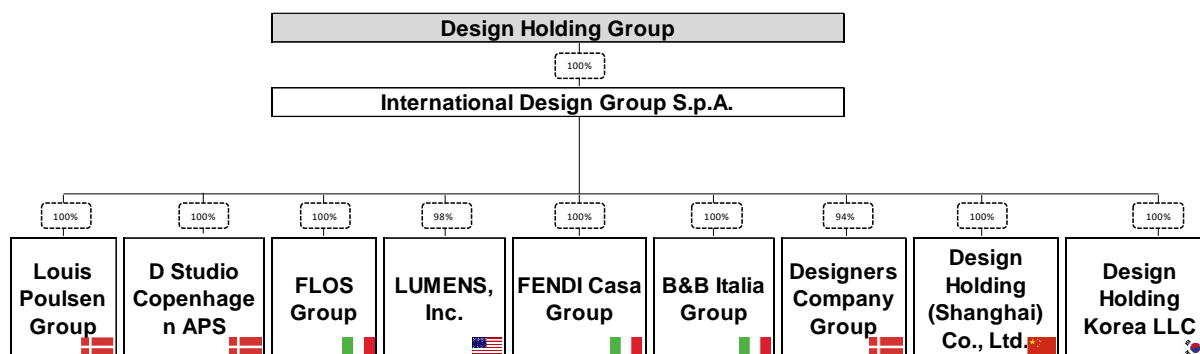 Design Holding Group
100%
International Design Group S.p.A.
100%
100%
100%
98%
100%
100%
94%
100%
100%
Louis
Poulsen
Group
D Studio
Copenhage
n APS
FLOS
Group
LUMENS,
Inc.
FENDI Casa
Group
B&B Italia
Group
Designers
Company
Group
Design
Holding
(Shanghai)
Co., Ltd.
Design
Holding
Korea LLC